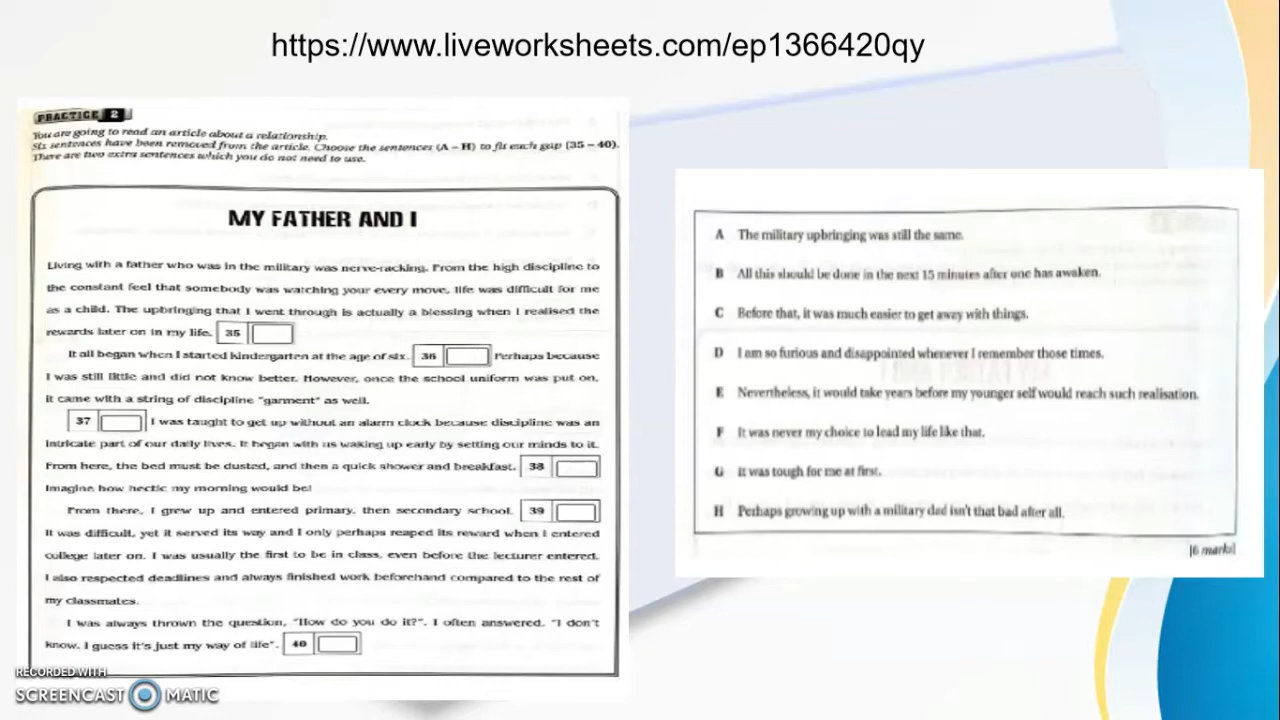 https://www.liveworksheets.com/ep1366420qy
PRACTICE 2
You are going to read an article about a relationship.
Six sentences have been removed from the article. Choose the sentences (A – H) to fit each gap (35 – 40).
There are two extra sentences which you do not need to use.
MY FATHER AND I
Living with a father who was in the military was nerve-racking. From the high discipline to
the constant feel that somebody was watching your every move, life was difficult for me
as a child. The upbringing that I went through is actually a blessing when I realised the
rewards later on in my life. 35
It all began when I started kindergarten at the age of six. 36 Perhaps because
I was still little and did not know better. However, once the school uniform was put on,
it came with a string of discipline "garment" as well.
37 I was taught to get up without an alarm clock because discipline was an
intricate part of our daily lives. It began with us waking up early by setting our minds to it.
From here, the bed must be dusted, and then a quick shower and breakfast. 38
Imagine how hectic my morning would be!
From there, I grew up and entered primary, then secondary school. 39
It was difficult, yet it served its way and I only perhaps reaped its reward when I entered
college later on. I was usually the first to be in class, even before the lecturer entered.
I also respected deadlines and always finished work beforehand compared to the rest of
my classmates.
I was always thrown the question, "How do you do it?". I often answered, "I don't
know. I guess it's just my way of life". 40
A The military upbringing was still the same.
B All this should be done in the next 15 minutes after one has awaken.
C Before that, it was much easier to get away with things.
D I am so furious and disappointed whenever I remember those times.
E Nevertheless, it would take years before my younger self would reach such realisation.
F It was never my choice to lead my life like that.
G It was tough for me at first.
H Perhaps growing up with a military dad isn't that bad after all.
[6 marks]
RECORDED WITH
SCREENCAST MATIC